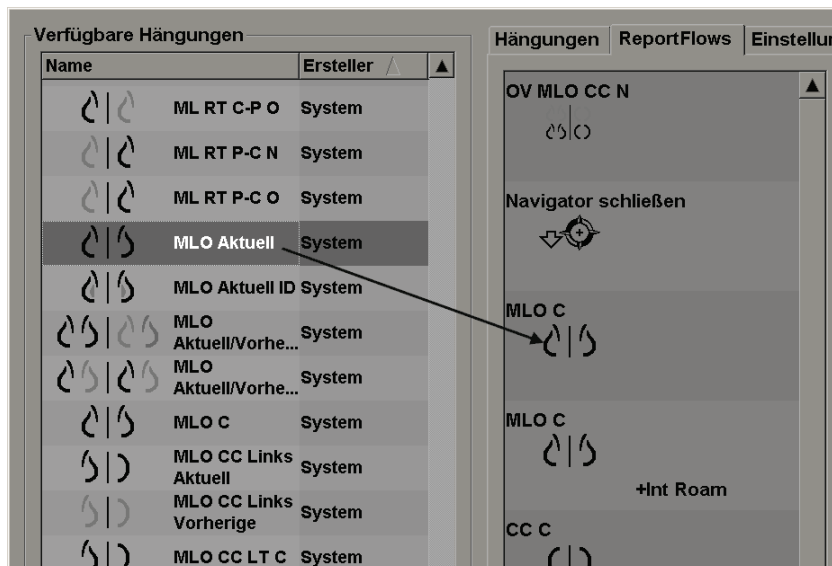 Verfügbare Hängungen
Name Ersteller
ML RT C-P O System
ML RT P-C N System
ML RT P-C O System
MLO Aktuell System
MLO Aktuell ID System
MLO
Aktuell/Vorhe... System
MLO
Aktuell/Vorhe... System
MLO C System
MLO CC Links
Aktuell System
MLO CC Links
Vorherige System
MLO CC LT C System
Hängungen ReportFlows Einstellun
OV MLO CC N
Navigator schließen
MLO C
MLO C
+Int Roam
CC C